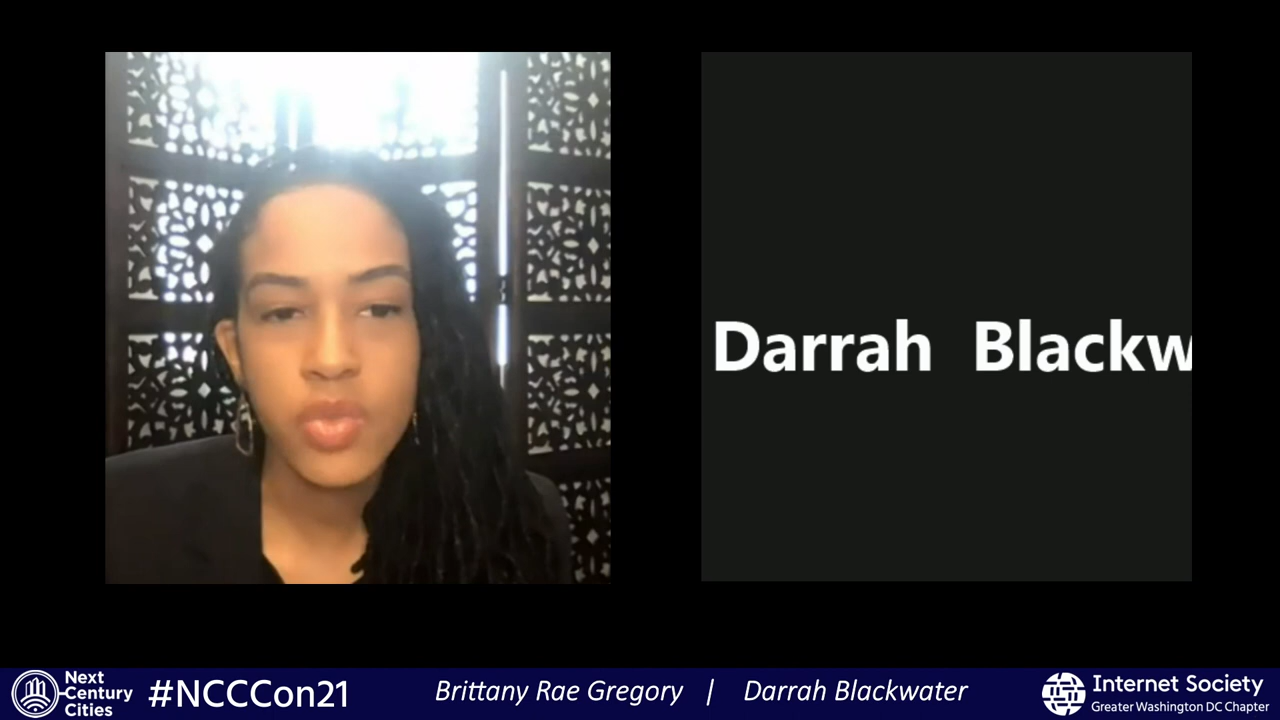 Darrah Blackw
Next
Century
Cities
#NCCCon21
Brittany Rae Gregory | Darrah Blackwater
Internet Society
Greater Washington DC Chapter